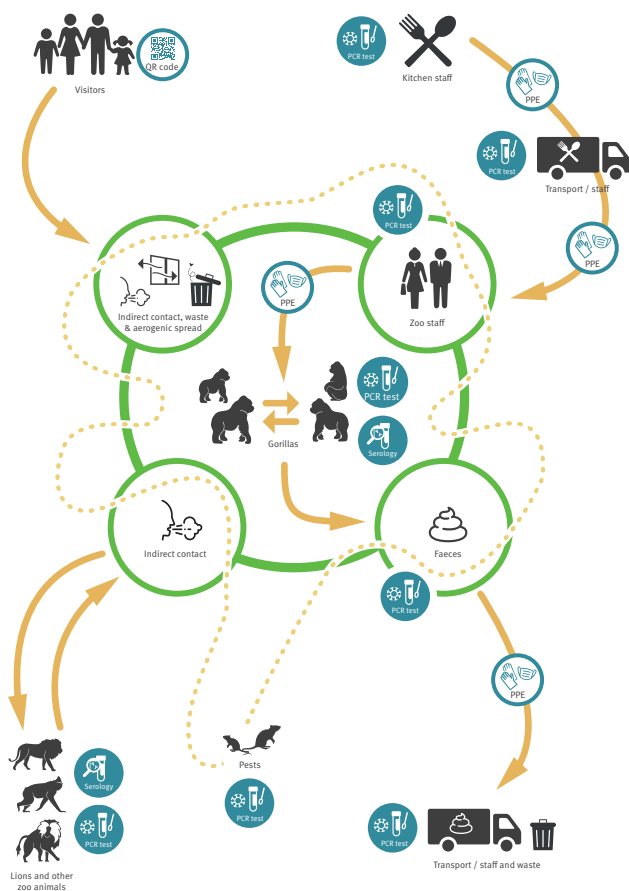 QR code
Visitors
PCR test
Kitchen staff
PPE
PCR test
Transport / staff
PPE
PCR test
Zoo staff
Indirect contact, waste
& aerogenic spread
PPE
PCR test
Gorillas
Serology
Indirect contact
Faeces
PCR test
PPE
Pests
PCR test
Serology
PCR test
Lions and other
zoo animals
PCR test
Transport / staff and waste